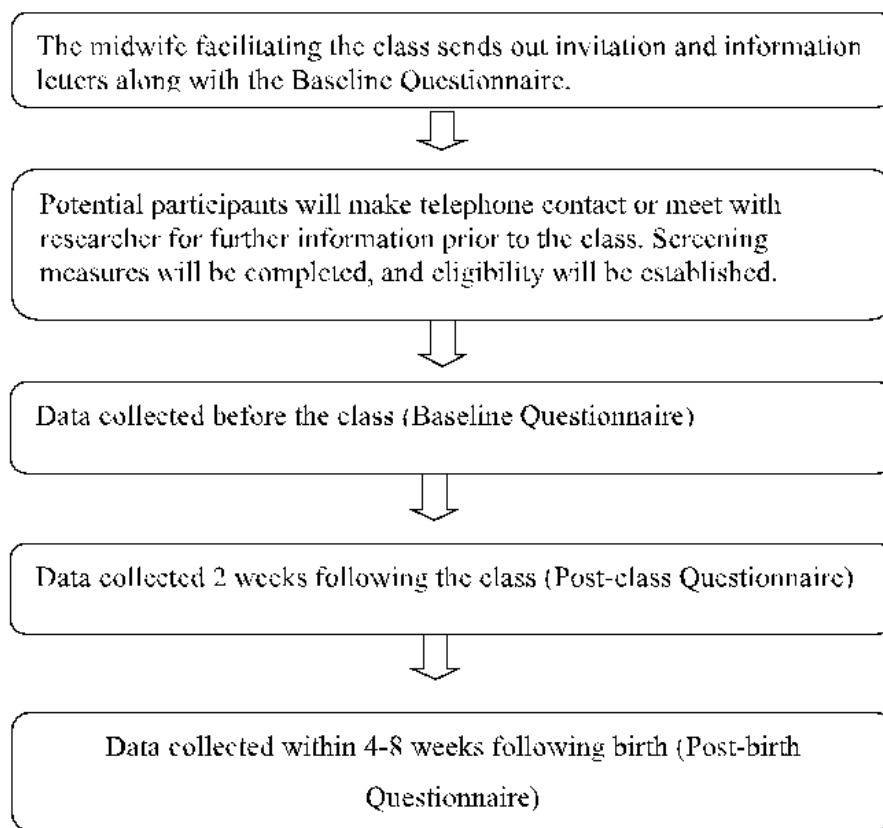 The midwife facilitating the class sends out invitation and information
letters along with the Baseline Questionnaire.
Potential participants will make telephone contact or meet with
researcher for further information prior to the class. Screening
measures will be completed, and eligibility will be established.
Data collected before the class (Baseline Questionnaire)
Data collected 2 weeks following the class (Post-class Questionnaire)
Data collected within 4-8 weeks following birth (Post-birth
Questionnaire)